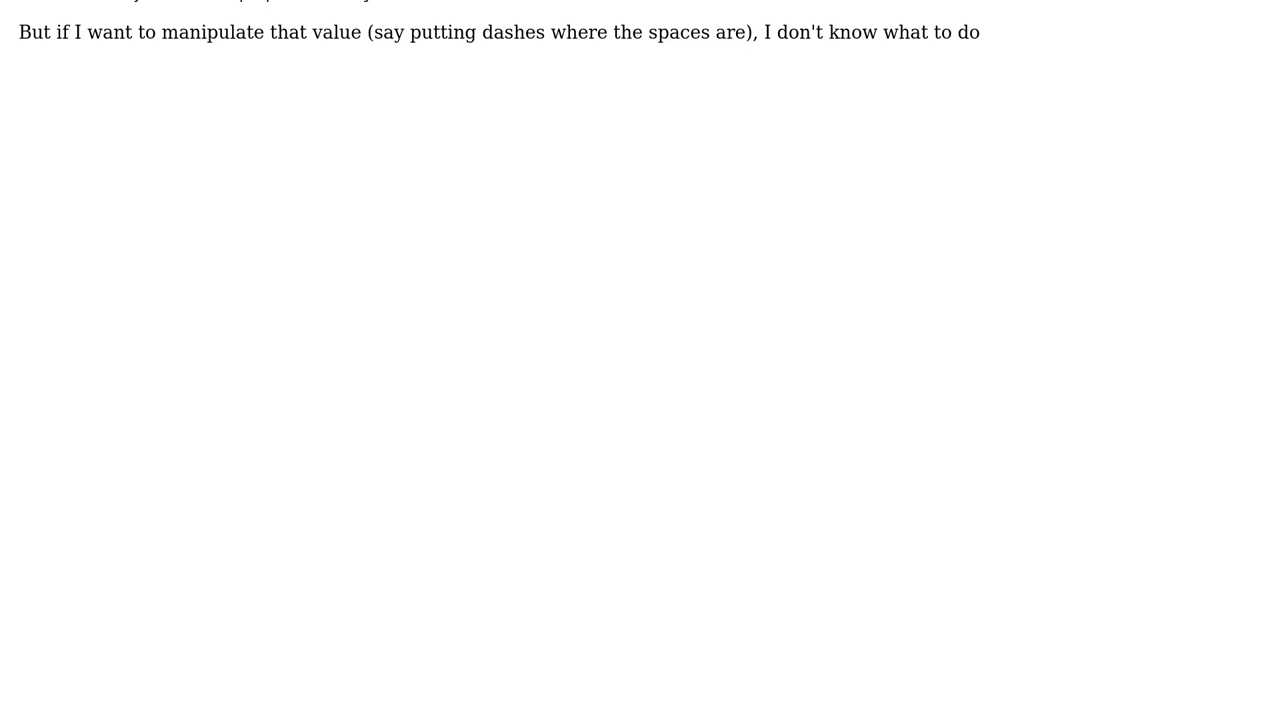 But if I want to manipulate that value (say putting dashes where the spaces are), I don't know what to do